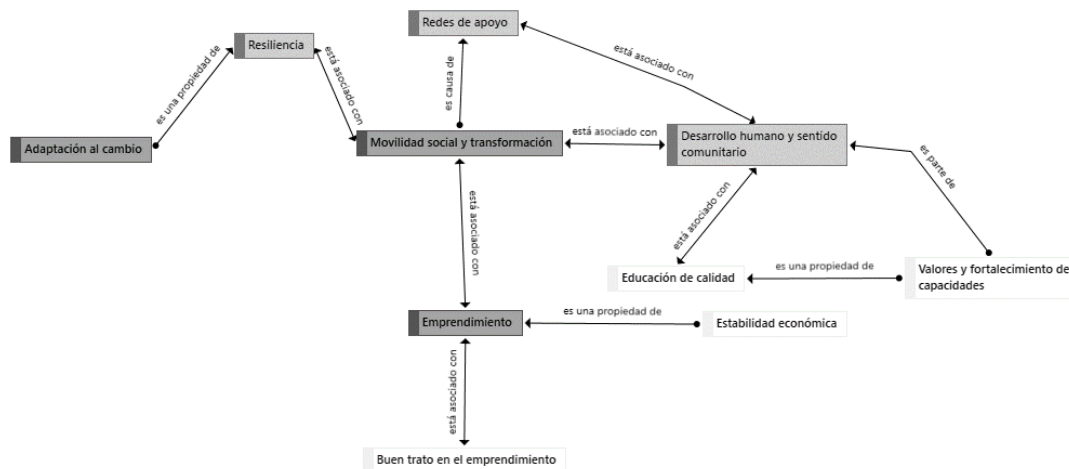 Redes de apoyo
Resiliencia
está asociado con
es una propiedad de
está asociado con
es causa de
Adaptación al cambio
Movilidad social y transformación
está asociado con
Desarrollo humano y sentido
comunitario
es parte de
está asociado con
está asociado con
Educación de calidad
es una propiedad de
Valores y fortalecimiento de
capacidades
Emprendimiento
es una propiedad de
Estabilidad económica
está asociado con
Buen trato en el emprendimiento